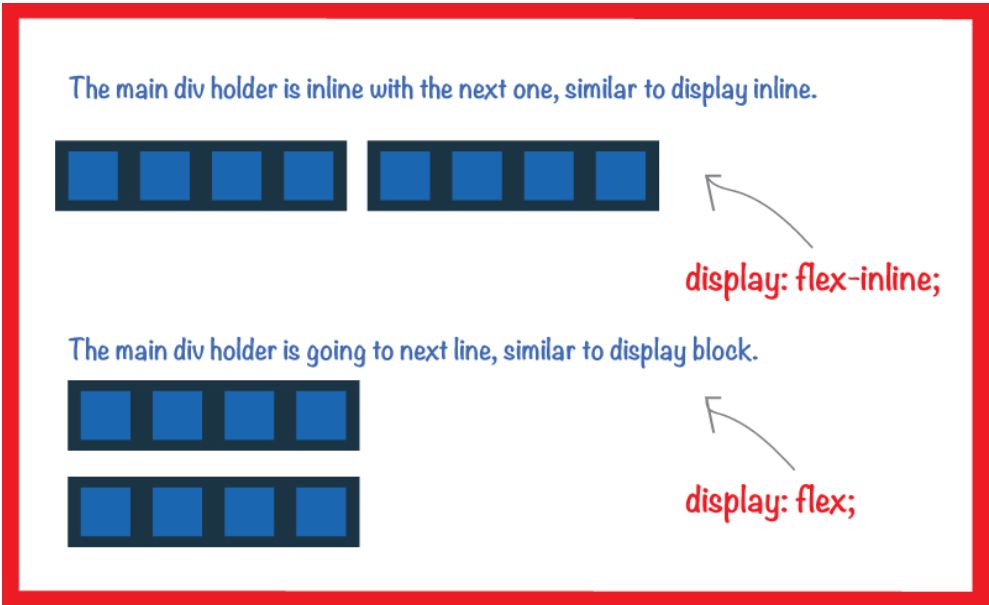 The main div holder is inline with the next one, similar to display inline.
display: flex-inline;
The main div holder is going to next line, similar to display block.
display: flex;